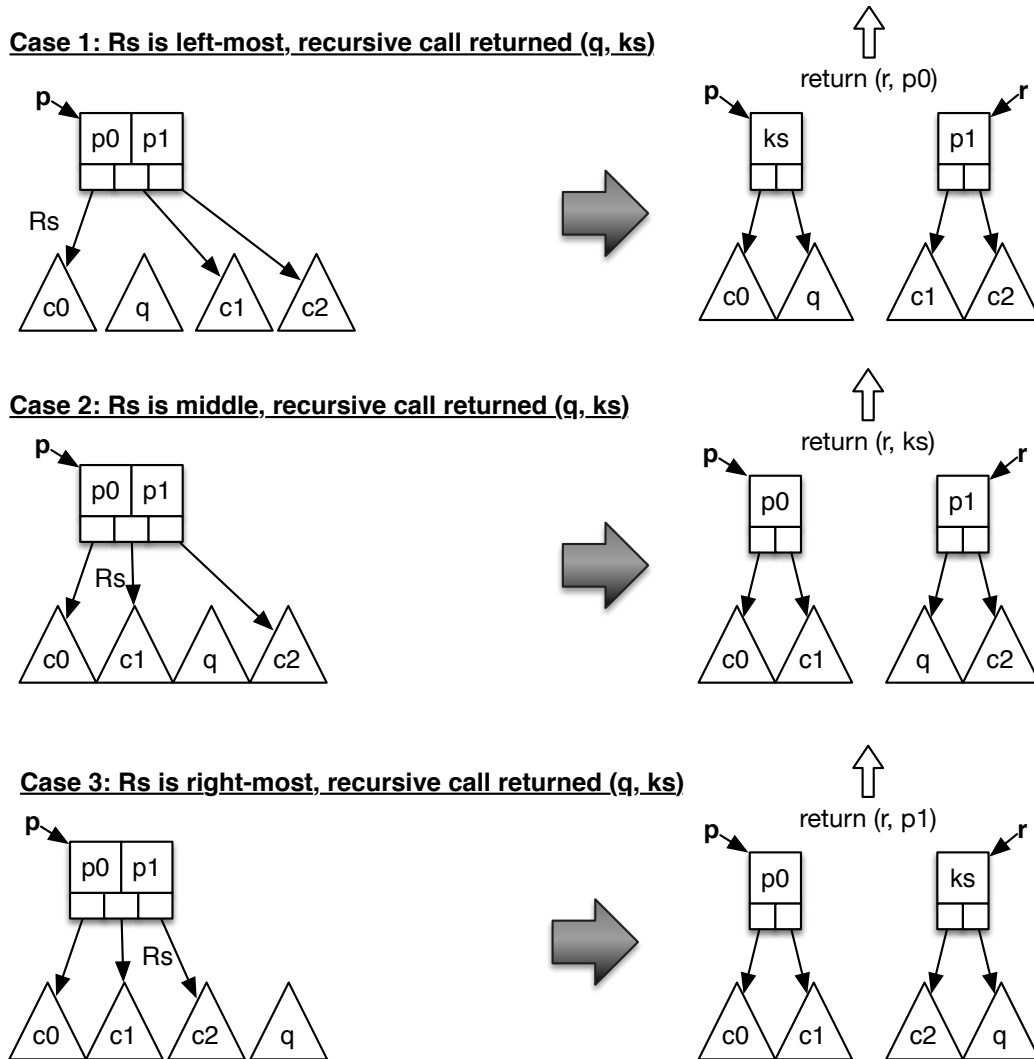 Case 1: Rs is left-most, recursive call returned (q, ks)
return (r, p0)
p
p0 p1
Rs
c0 q c1 c2
p r
ks p1
c0 q c1 c2
Case 2: Rs is middle, recursive call returned (q, ks)
return (r, ks)
p
p0 p1
Rs
c0 c1 q c2
p r
p0 p1
c0 c1 q c2
Case 3: Rs is right-most, recursive call returned (q, ks)
return (r, p1)
p
p0 p1
Rs
c0 c1 c2 q
p r
p0 ks
c0 c1 c2 q